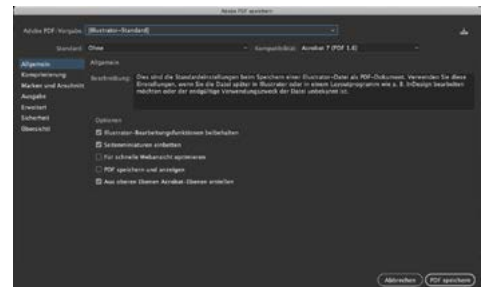 Adobe PDF speichern
Adobe PDF-Vorgabe: [Illustrator-Standard]
Standard: Ohne Kompatibilität: Acrobat 7 (PDF 1.6)
Allgemein
Komprimierung
Marken und Anschnitt
Ausgabe
Erweitert
Sicherheit
Übersicht
Allgemein
Beschreibung: Dies sind die Standardeinstellungen beim Speichern einer Illustrator-Datei als PDF-Dokument. Verwenden Sie diese
Einstellungen, wenn Sie die Datei später in Illustrator oder in einem Layoutprogramm wie z. B. InDesign bearbeiten
möchten oder der endgültige Verwendungszweck der Datei unbekannt ist.
Optionen
Illustrator-Bearbeitungsfunktionen beibehalten
Seitenminiaturen einbetten
Für schnelle Webansicht optimieren
PDF speichern und anzeigen
Aus oberen Ebenen Acrobat-Ebenen erstellen
Abbrechen PDF speichern